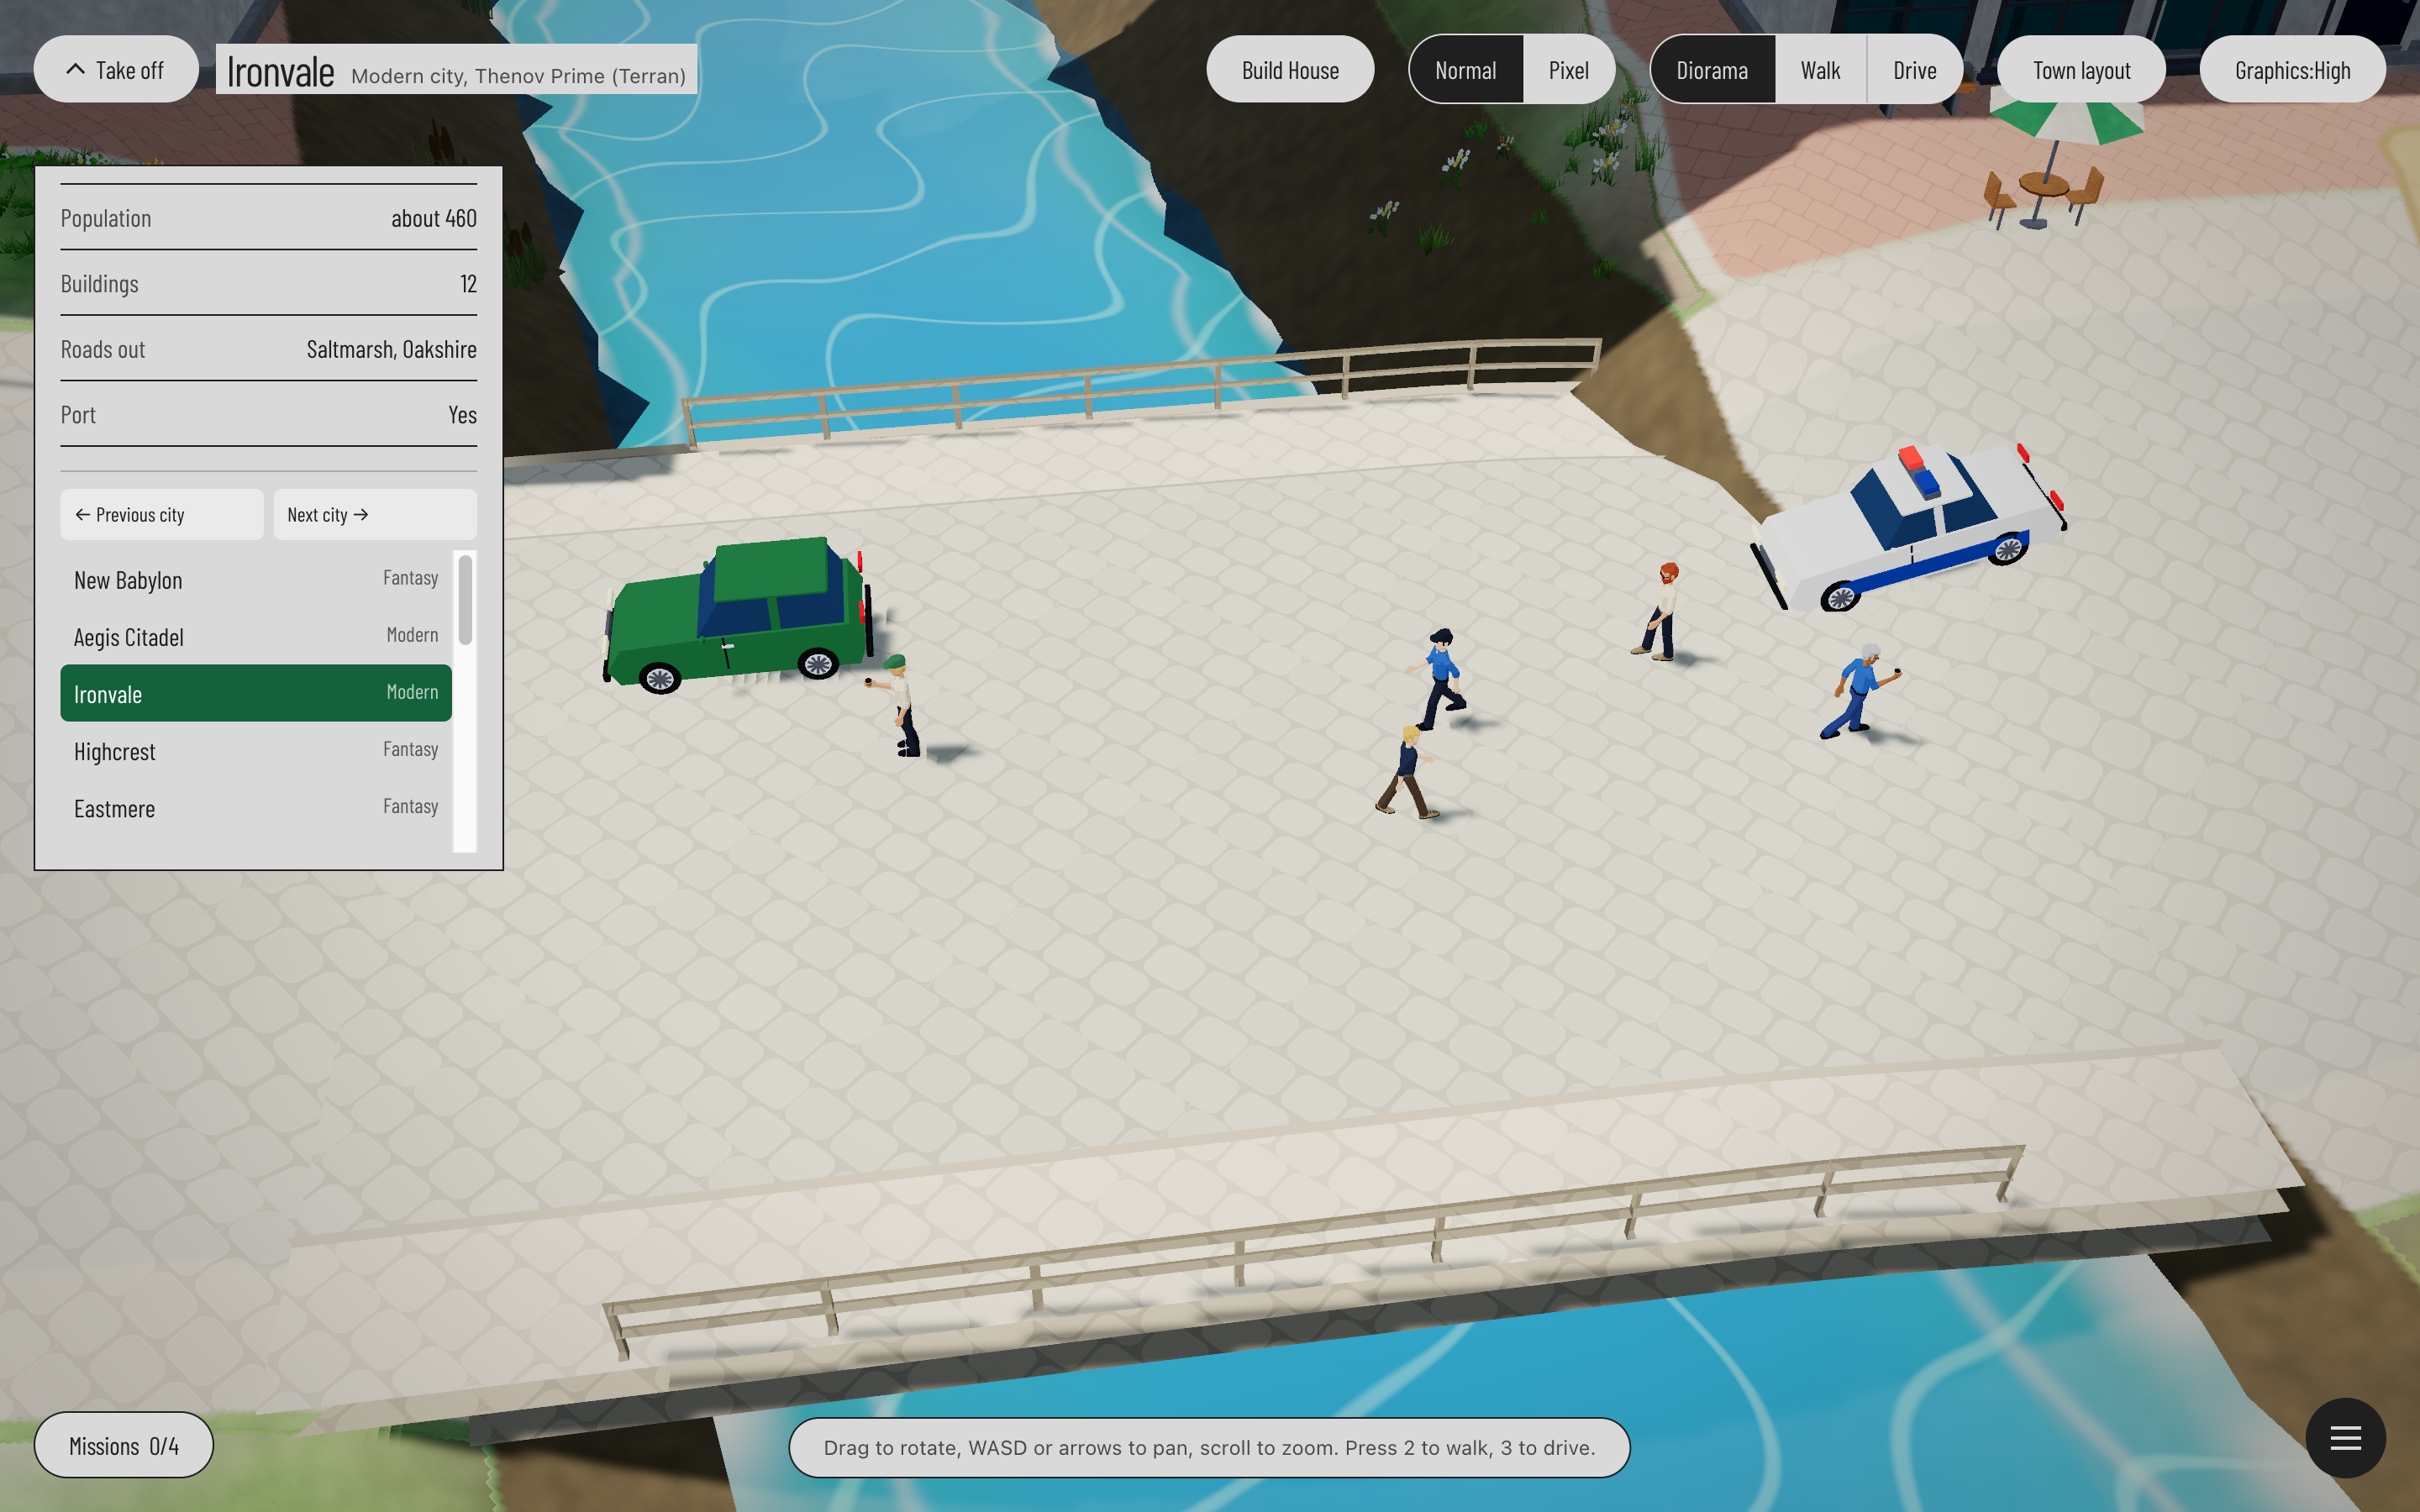 Take off
Ironvale Modern city, Thenov Prime (Terran)
Build House
Normal Pixel
Diorama Walk Drive
Town layout
Graphics:High
Population about 460
Buildings 12
Roads out Saltmarsh, Oakshire
Port Yes
← Previous city Next city →
New Babylon Fantasy
Aegis Citadel Modern
Ironvale Modern
Highcrest Fantasy
Eastmere Fantasy
Missions 0/4
Drag to rotate, WASD or arrows to pan, scroll to zoom. Press 2 to walk, 3 to drive.